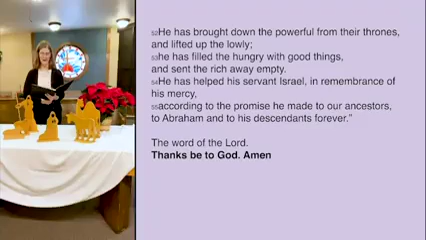 52He has brought down the powerful from their thrones,
and lifted up the lowly;
53he has filled the hungry with good things,
and sent the rich away empty.
54He has helped his servant Israel, in remembrance of
his mercy,
55according to the promise he made to our ancestors,
to Abraham and to his descendants forever.”
The word of the Lord.
Thanks be to God. Amen